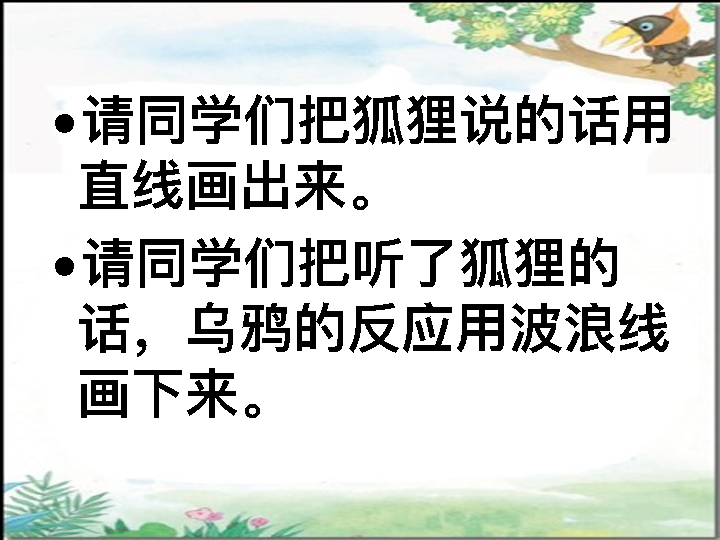 •请同学们把狐狸说的话用
直线画出来。
•请同学们把听了狐狸的
话，乌鸦的反应用波浪线
画下来。